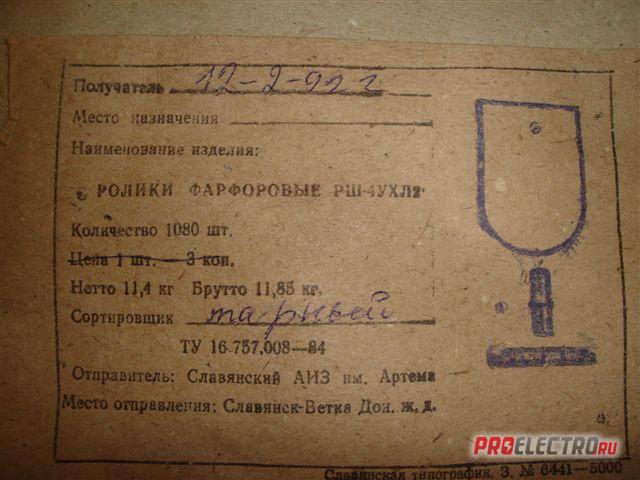 Получатель 12-2-92 г
Место назначения
Наименование изделия:
РОЛИКИ ФАРФОРОВЫЕ РШ-4УХЛ2
Количество 1080 шт.
Цена 1 шт. — 3 коп.
Нетто 11,4 кг Брутто 11,85 кг.
Сортировщик тарный
ТУ 16-757.008—84
Отправитель: Славянский АИЗ им. Артема
Место отправления: Славянск-Ветка Дон. ж. д.
PROELECTRO.RU
Славянская типография. З. № 6441—5000